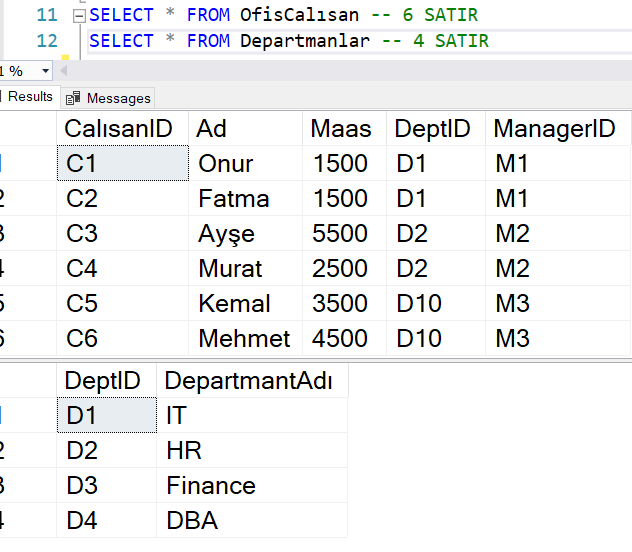 11 SELECT * FROM OfisCalısan -- 6 SATIR
12 SELECT * FROM Departmanlar -- 4 SATIR
1 %
Results Messages
CalısanID Ad Maas DeptID ManagerID
1 C1 Onur 1500 D1 M1
2 C2 Fatma 1500 D1 M1
3 C3 Ayşe 5500 D2 M2
4 C4 Murat 2500 D2 M2
5 C5 Kemal 3500 D10 M3
6 C6 Mehmet 4500 D10 M3
DeptID DepartmantAdı
1 D1 IT
2 D2 HR
3 D3 Finance
4 D4 DBA